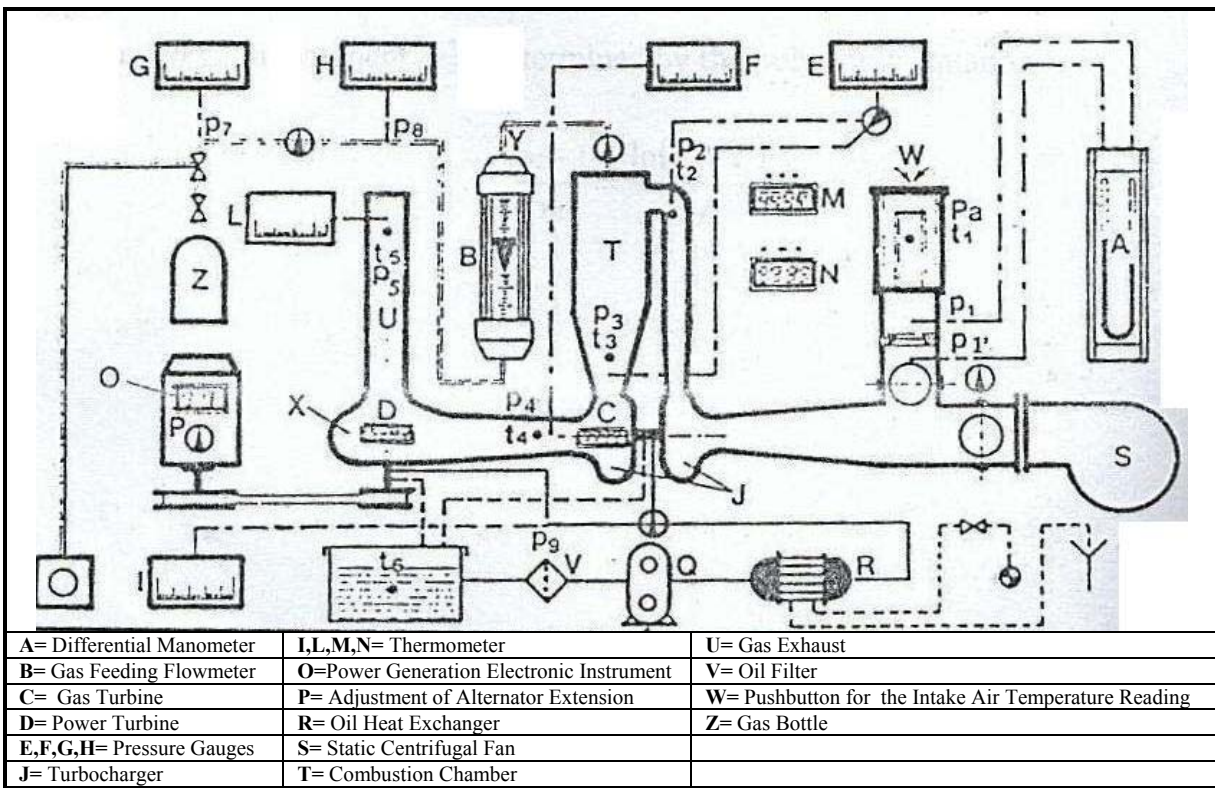 G H F E
p7 p8 Y p2 t2 W
L M Pa t1 A
B T N
Z t5 p5 U p3 t3 p1
p1'
O X D p4 C
P t4 S
J
p9
I t6 V Q R
A= Differential Manometer I,L,M,N= Thermometer U= Gas Exhaust
B= Gas Feeding Flowmeter O=Power Generation Electronic Instrument V= Oil Filter
C= Gas Turbine P= Adjustment of Alternator Extension W= Pushbutton for the Intake Air Temperature Reading
D= Power Turbine R= Oil Heat Exchanger Z= Gas Bottle
E,F,G,H= Pressure Gauges S= Static Centrifugal Fan
J= Turbocharger T= Combustion Chamber